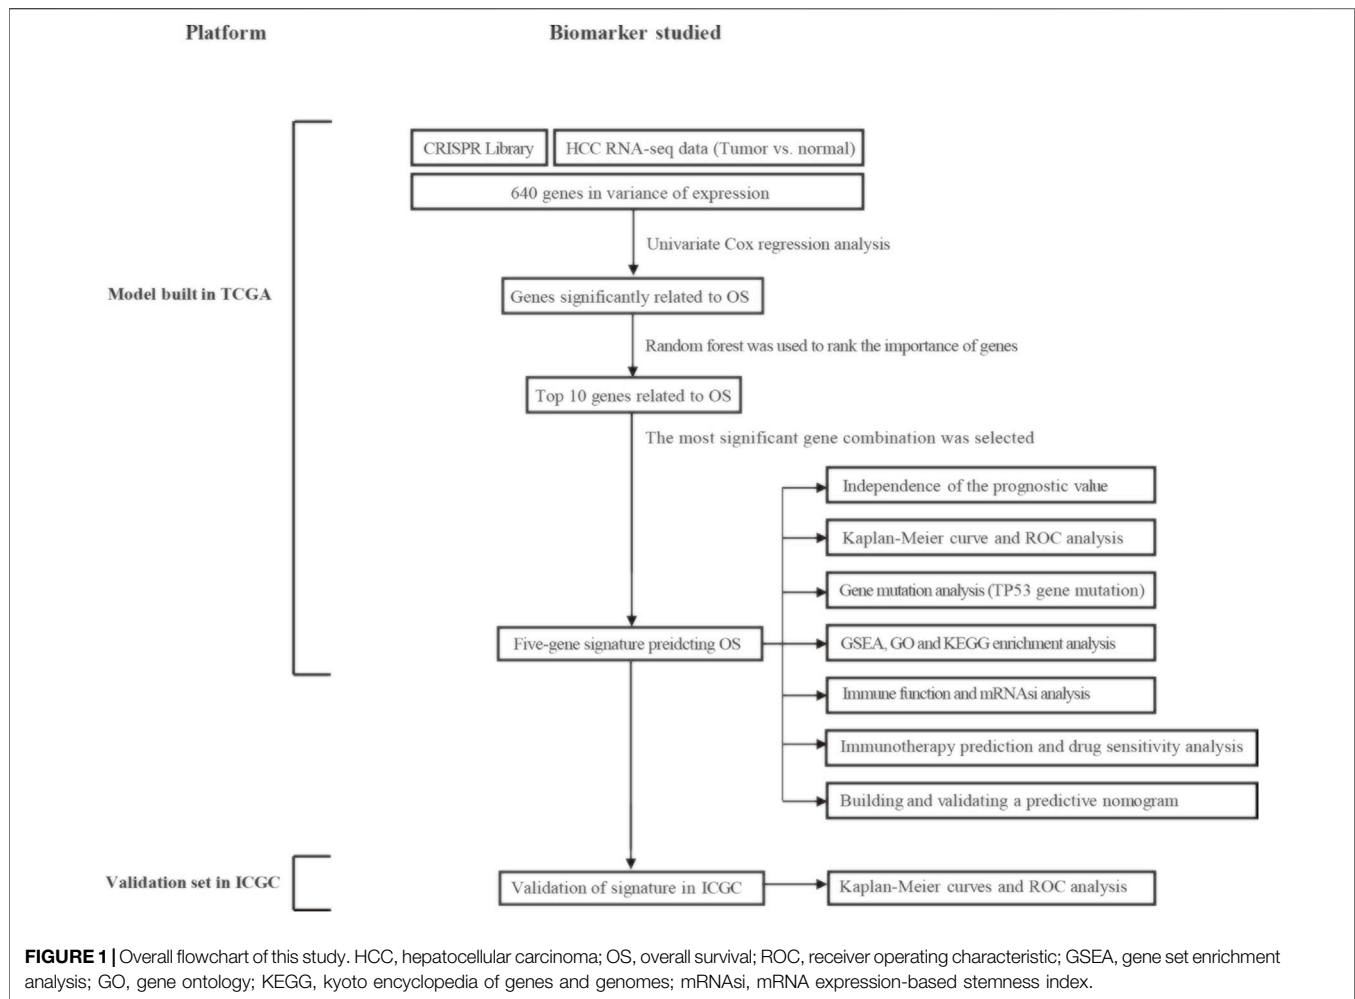 Platform
Biomarker studied
CRISPR Library
HCC RNA-seq data (Tumor vs. normal)
640 genes in variance of expression
Univariate Cox regression analysis
Model built in TCGA
Genes significantly related to OS
Random forest was used to rank the importance of genes
Top 10 genes related to OS
The most significant gene combination was selected
Independence of the prognostic value
Kaplan-Meier curve and ROC analysis
Gene mutation analysis (TP53 gene mutation)
Five-gene signature preidcting OS
GSEA, GO and KEGG enrichment analysis
Immune function and mRNAsi analysis
Immunotherapy prediction and drug sensitivity analysis
Building and validating a predictive nomogram
Validation set in ICGC
Validation of signature in ICGC
Kaplan-Meier curves and ROC analysis
FIGURE 1 | Overall flowchart of this study. HCC, hepatocellular carcinoma; OS, overall survival; ROC, receiver operating characteristic; GSEA, gene set enrichment
analysis; GO, gene ontology; KEGG, kyoto encyclopedia of genes and genomes; mRNAsi, mRNA expression-based stemness index.